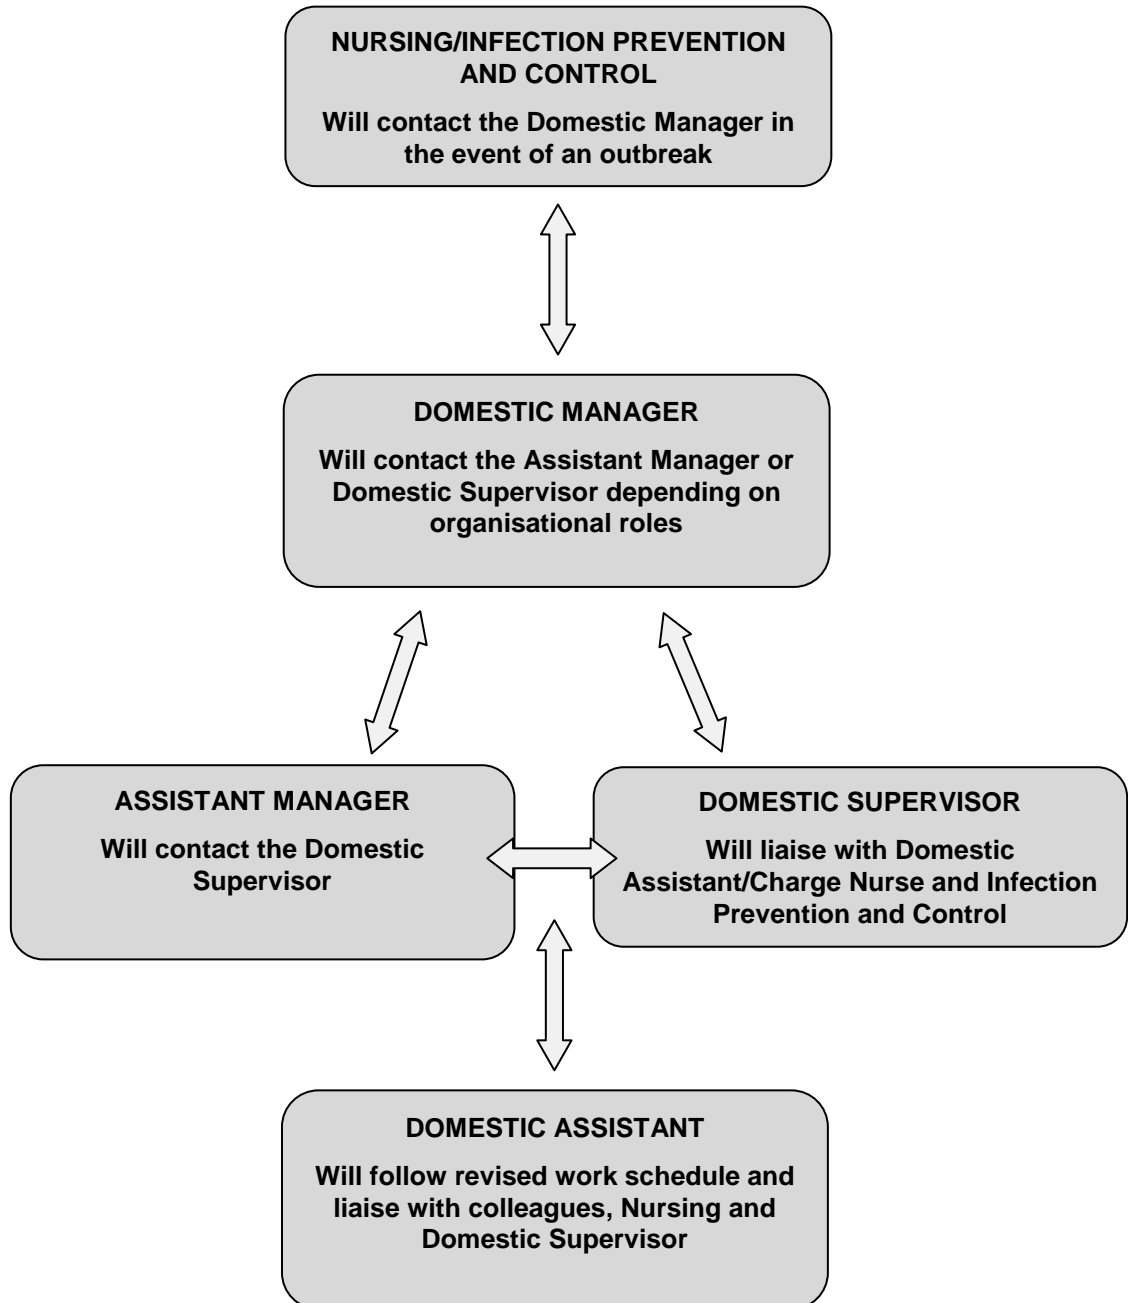 NURSING/INFECTION PREVENTION
AND CONTROL
Will contact the Domestic Manager in
the event of an outbreak
DOMESTIC MANAGER
Will contact the Assistant Manager or
Domestic Supervisor depending on
organisational roles
ASSISTANT MANAGER
Will contact the Domestic
Supervisor
DOMESTIC SUPERVISOR
Will liaise with Domestic
Assistant/Charge Nurse and Infection
Prevention and Control
DOMESTIC ASSISTANT
Will follow revised work schedule and
liaise with colleagues, Nursing and
Domestic Supervisor